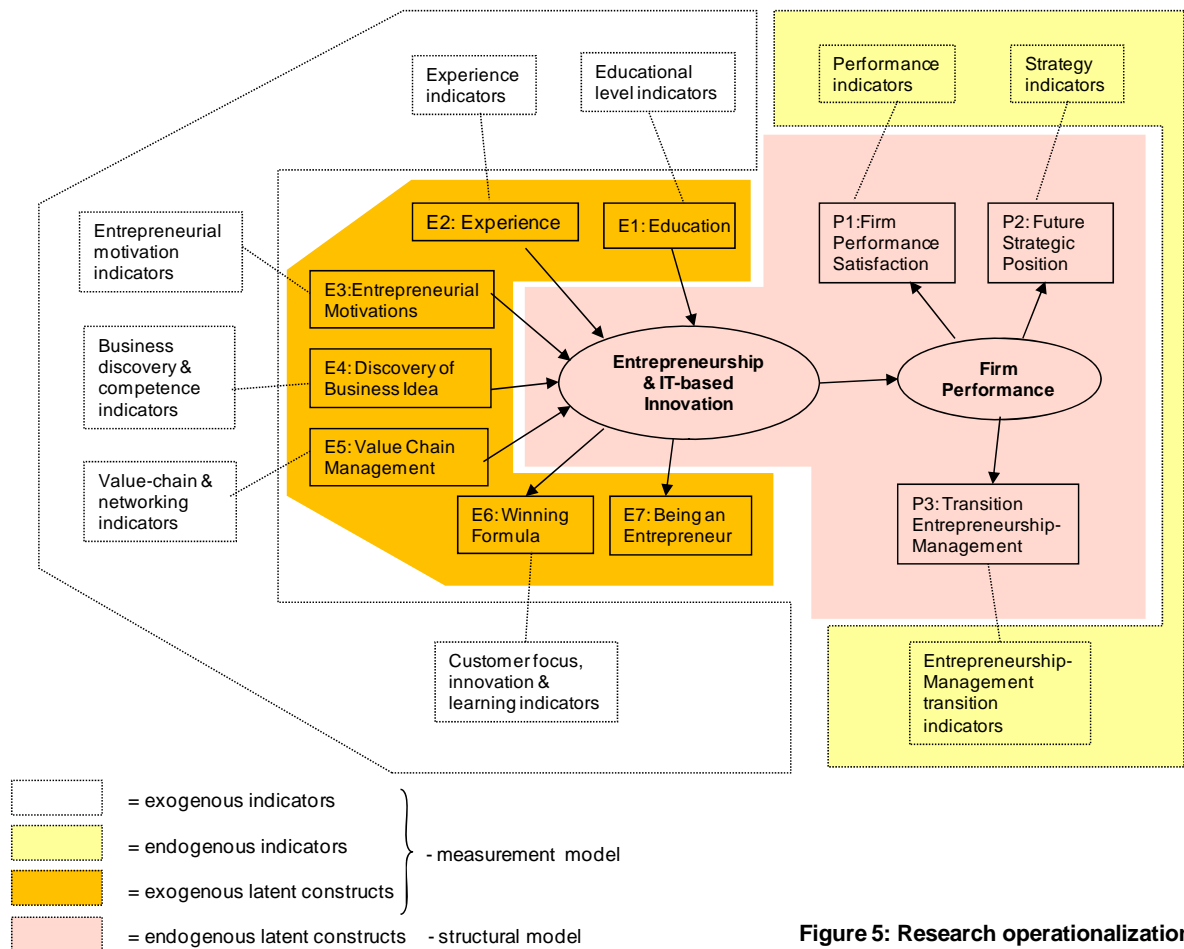 Experience
indicators
Educational
level indicators
Performance
indicators
Strategy
indicators
Entrepreneurial
motivation
indicators
E2: Experience
E1: Education
P1:Firm
Performance
Satisfaction
P2: Future
Strategic
Position
E3:Entrepreneurial
Motivations
Business
discovery &
competence
indicators
E4: Discovery of
Business Idea
Entrepreneurship
& IT-based
Innovation
Firm
Performance
E5: Value Chain
Management
Value-chain &
networking
indicators
E6: Winning
Formula
E7: Being an
Entrepreneur
P3: Transition
Entrepreneurship-
Management
Customer focus,
innovation &
learning indicators
Entrepreneurship-
Management
transition
indicators
= exogenous indicators
= endogenous indicators
- measurement model
= exogenous latent constructs
= endogenous latent constructs - structural model
Figure 5: Research operationalization